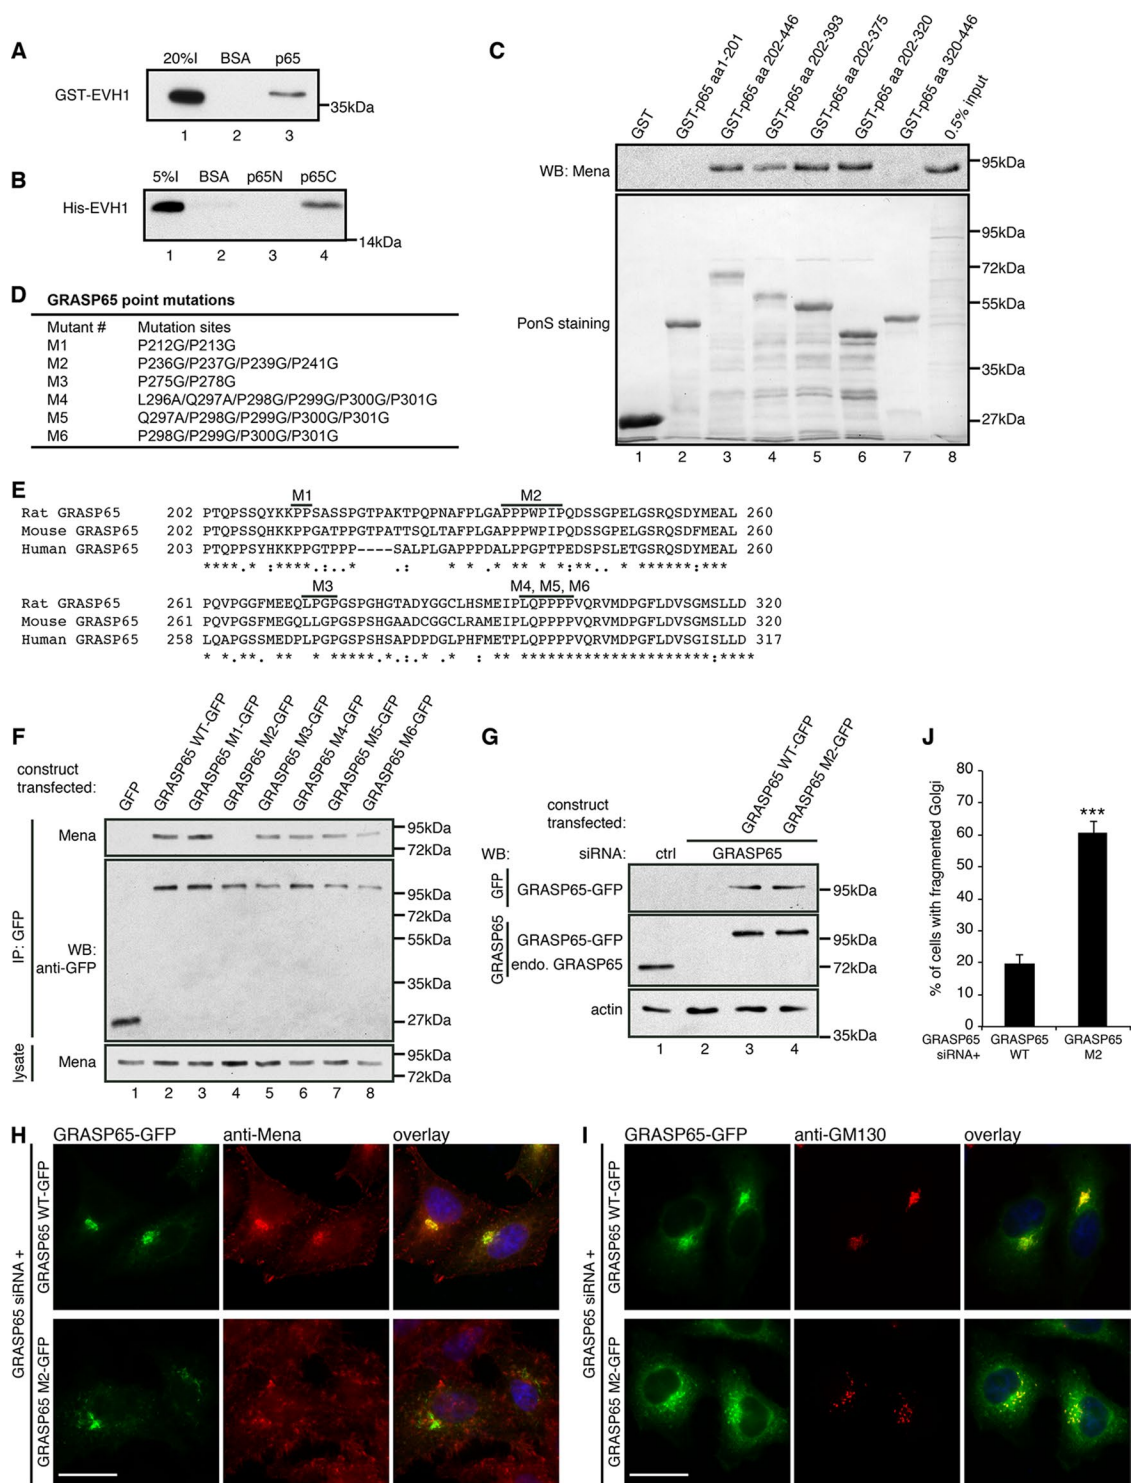 A
20%I BSA p65
GST-EVH1
35kDa
1 2 3
B
5%I BSA p65N p65C
His-EVH1
14kDa
1 2 3 4
C
GST
GST-p65 aa1-201
GST-p65 aa 202-446
GST-p65 aa 202-393
GST-p65 aa 202-375
GST-p65 aa 202-320
GST-p65 aa 320-446
0.5% input
WB: Mena
95kDa
95kDa
72kDa
55kDa
PonS staining
35kDa
27kDa
1 2 3 4 5 6 7 8
D
GRASP65 point mutations
Mutant # Mutation sites
M1 P212G/P213G
M2 P236G/P237G/P239G/P241G
M3 P275G/P278G
M4 L296A/Q297A/P298G/P299G/P300G/P301G
M5 Q297A/P298G/P299G/P300G/P301G
M6 P298G/P299G/P300G/P301G
E
M1 M2
Rat GRASP65 202 PTQPSSQYKKPPSASSPGTPAKTPQPNAFPLGAPPPWPIPQDSSGPELGSRQSDYMEAL 260
Mouse GRASP65 202 PTQPSSQHKKPPGATPPGTPATTSQLTAFPLGAPPPWPIPQDSSGPELGSRQSDFMEAL 260
Human GRASP65 203 PTQPPSYHKKPPGTPPP----SALPLGAPPPDALPPGPTPEDSPSLETGSRQSDYMEAL 260
****.* :*****.:..* .: * ** * ** * *:**.. * ***********.****
M3 M4, M5, M6
Rat GRASP65 261 PQVPGGFMEEQLPGPGSPGHGTADYGGCLHSMEIPLQPPPPVQRVMDPGFLDVSGMSLLD 320
Mouse GRASP65 261 PQVPGSFMEGQLLGPGSPSHGAADCGGCLRAMEIPLQPPPPVQRVMDPGFLDVSGMSLLD 320
Human GRASP65 258 LQAPGSSMEDPLPGPGSPSHSAPDPDGLPHFMETPLQPPPPVQRVMDPGFLDVSGISLLD 317
* *.**. ** * *****.*.:.* .* : ** *********************:****
F
construct
transfected:
GFP
GRASP65 WT-GFP
GRASP65 M1-GFP
GRASP65 M2-GFP
GRASP65 M3-GFP
GRASP65 M4-GFP
GRASP65 M5-GFP
GRASP65 M6-GFP
IP: GFP
Mena
95kDa
72kDa
WB:
anti-GFP
95kDa
72kDa
55kDa
35kDa
27kDa
lysate
Mena
95kDa
72kDa
1 2 3 4 5 6 7 8
G
construct
transfected:
GRASP65 WT-GFP
GRASP65 M2-GFP
WB: siRNA: ctrl GRASP65
GFP
GRASP65-GFP
95kDa
GRASP65
GRASP65-GFP
95kDa
endo. GRASP65
72kDa
actin
35kDa
1 2 3 4
J
% of cells with fragmented Golgi
80
70
60
50
40
30
20
10
0
***
GRASP65
siRNA+
GRASP65
WT
GRASP65
M2
H
GRASP65-GFP anti-Mena overlay
GRASP65 siRNA +
GRASP65 WT-GFP
GRASP65 M2-GFP
I
GRASP65-GFP anti-GM130 overlay
GRASP65 siRNA +
GRASP65 WT-GFP
GRASP65 M2-GFP